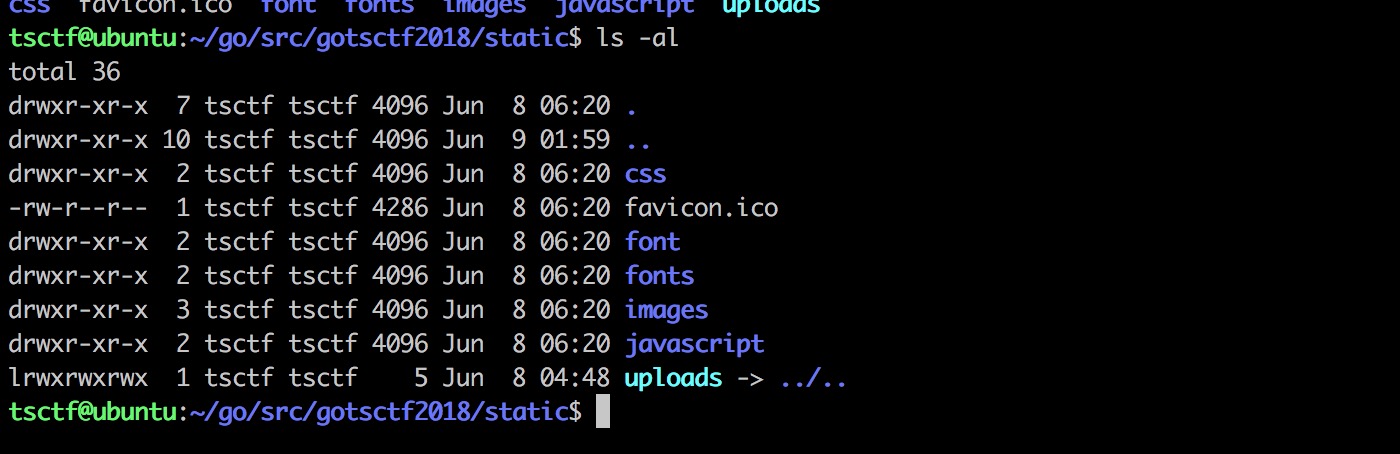 css  favicon.ico  font  fonts  images  javascript  uploads
tsctf@ubuntu:~/go/src/gotsctf2018/static$ ls -al
total 36
drwxr-xr-x  7 tsctf tsctf 4096 Jun  8 06:20 .
drwxr-xr-x 10 tsctf tsctf 4096 Jun  9 01:59 ..
drwxr-xr-x  2 tsctf tsctf 4096 Jun  8 06:20 css
-rw-r--r--  1 tsctf tsctf 4286 Jun  8 06:20 favicon.ico
drwxr-xr-x  2 tsctf tsctf 4096 Jun  8 06:20 font
drwxr-xr-x  2 tsctf tsctf 4096 Jun  8 06:20 fonts
drwxr-xr-x  3 tsctf tsctf 4096 Jun  8 06:20 images
drwxr-xr-x  2 tsctf tsctf 4096 Jun  8 06:20 javascript
lrwxrwxrwx  1 tsctf tsctf    5 Jun  8 04:48 uploads -> ../..
tsctf@ubuntu:~/go/src/gotsctf2018/static$